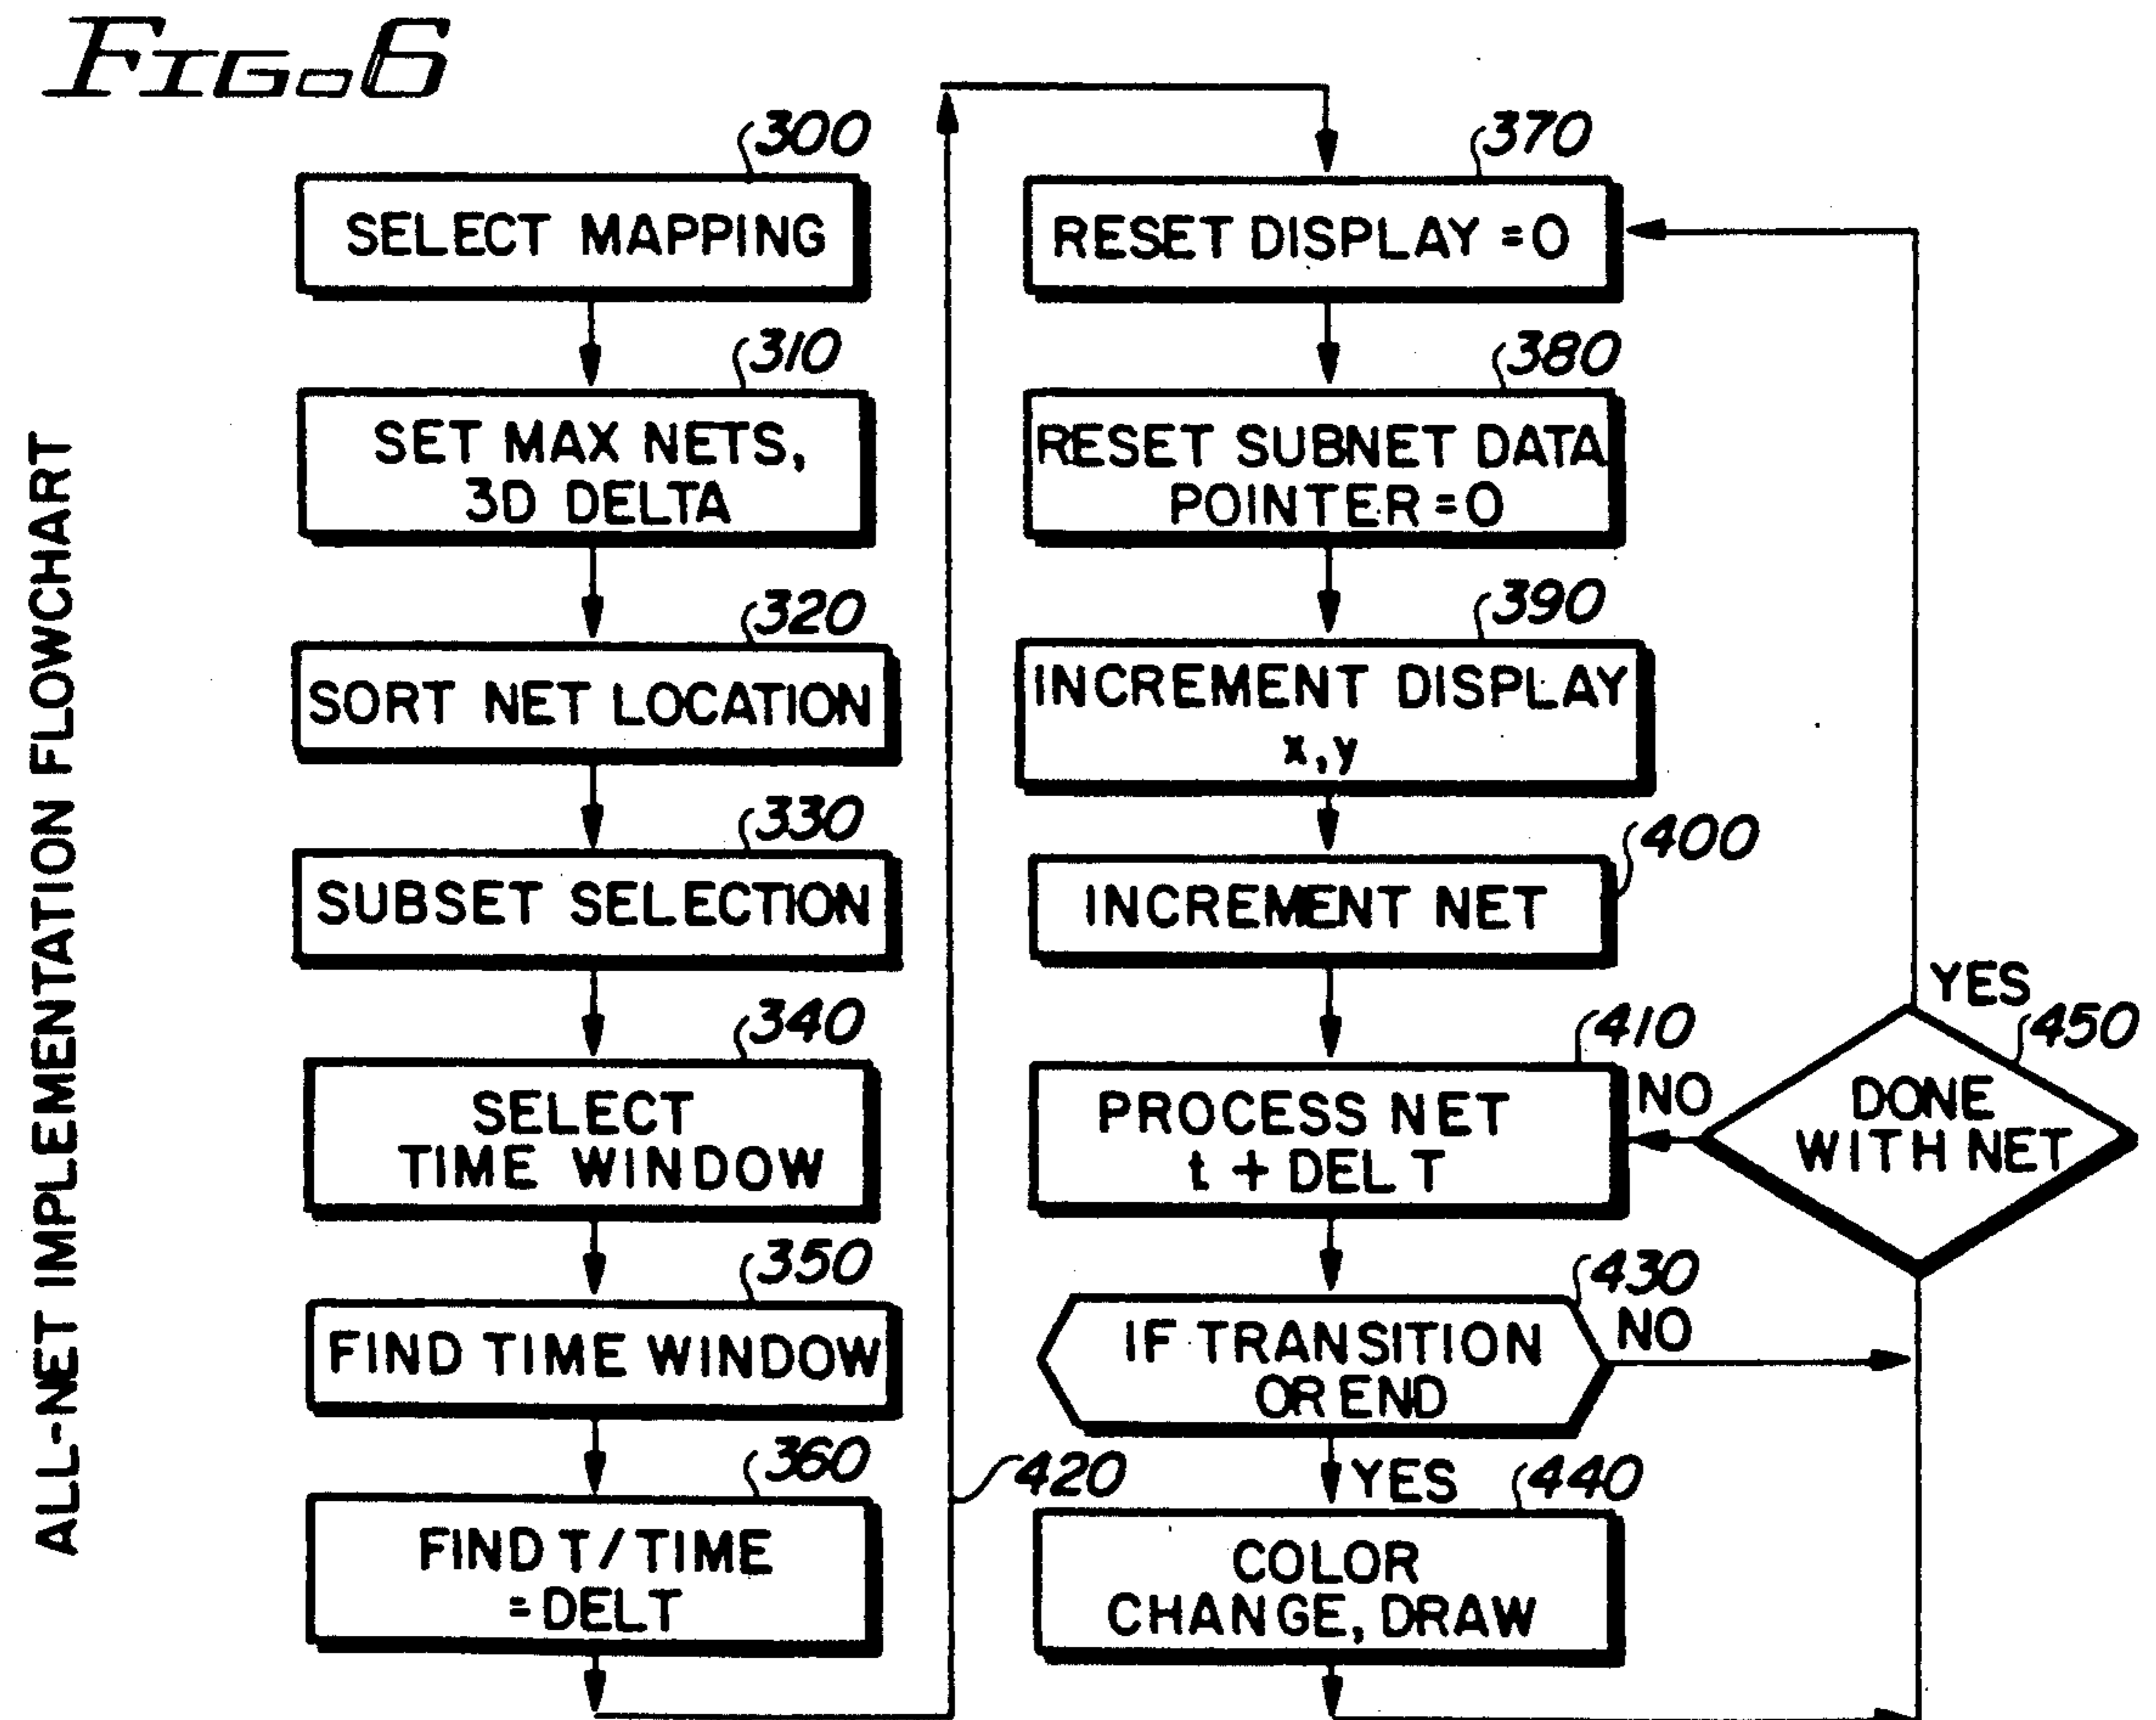 FIG. 6
ALL-NET IMPLEMENTATION FLOWCHART
300
SELECT MAPPING
310
SET MAX NETS,
3D DELTA
320
SORT NET LOCATION
330
SUBSET SELECTION
340
SELECT
TIME WINDOW
350
FIND TIME WINDOW
360
FIND T/TIME
=DELT
420
370
RESET DISPLAY =0
380
RESET SUBNET DATA
POINTER =0
390
INCREMENT DISPLAY
x,y
400
INCREMENT NET
410
PROCESS NET
t + DEL T
430
IF TRANSITION
OR END
NO
YES
440
COLOR
CHANGE, DRAW
YES
450
DONE
WITH NET
NO